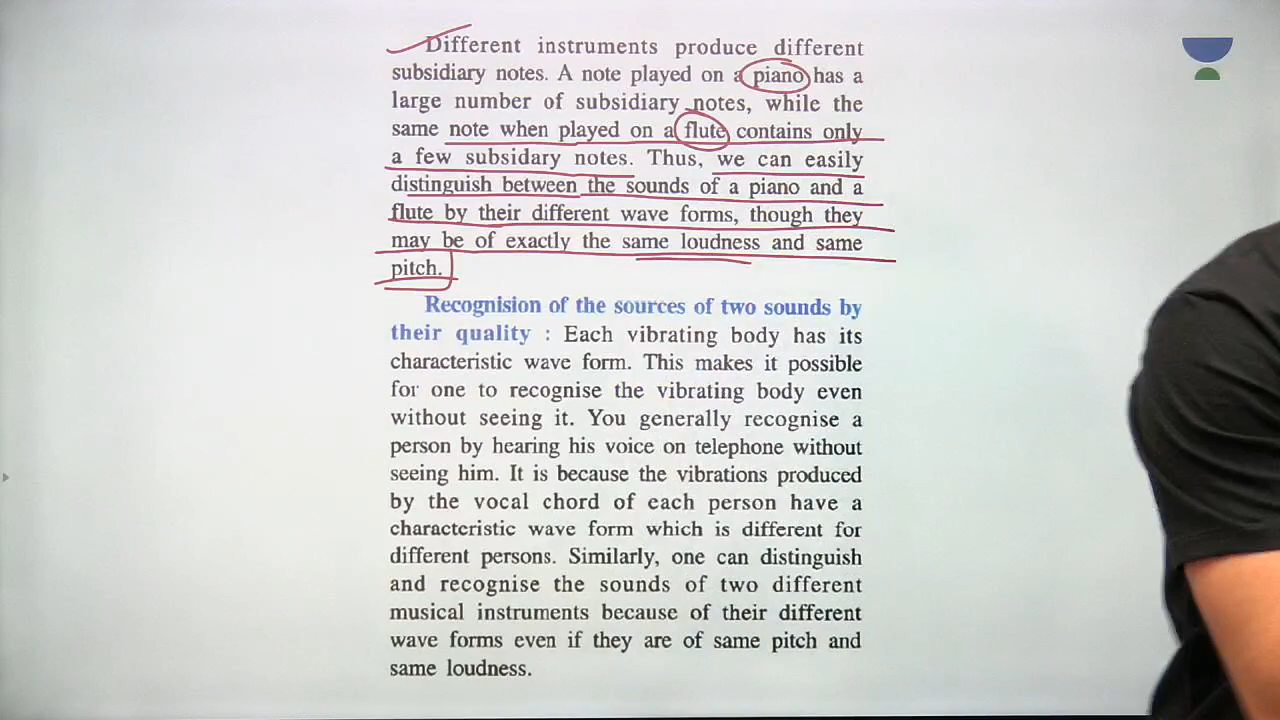 Different instruments produce different
subsidiary notes. A note played on a piano has a
large number of subsidiary notes, while the
same note when played on a flute contains only
a few subsidary notes. Thus, we can easily
distinguish between the sounds of a piano and a
flute by their different wave forms, though they
may be of exactly the same loudness and same
pitch.
Recognision of the sources of two sounds by
their quality : Each vibrating body has its
characteristic wave form. This makes it possible
for one to recognise the vibrating body even
without seeing it. You generally recognise a
person by hearing his voice on telephone without
seeing him. It is because the vibrations produced
by the vocal chord of each person have a
characteristic wave form which is different for
different persons. Similarly, one can distinguish
and recognise the sounds of two different
musical instruments because of their different
wave forms even if they are of same pitch and
same loudness.